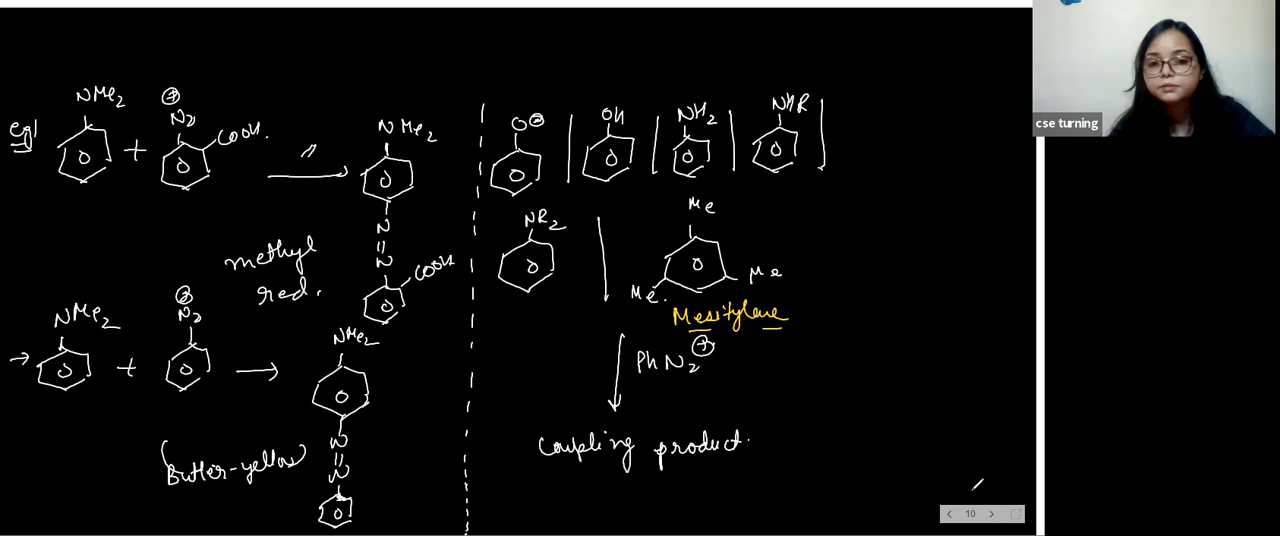 eg/
NMe2
+
⊕
N2
COOH.
NMe2
N
||
N
COOH
methyl
red.
→
NMe2
+
⊕
N2
→
NMe2
N
||
N
(Butter-yellow)
O⊖ | OH | NH2 | NHR |
NR2 |
Me
Me
Me.
Mesitylene
PhN2⊕
Coupling product.
cse turning
< 10 >